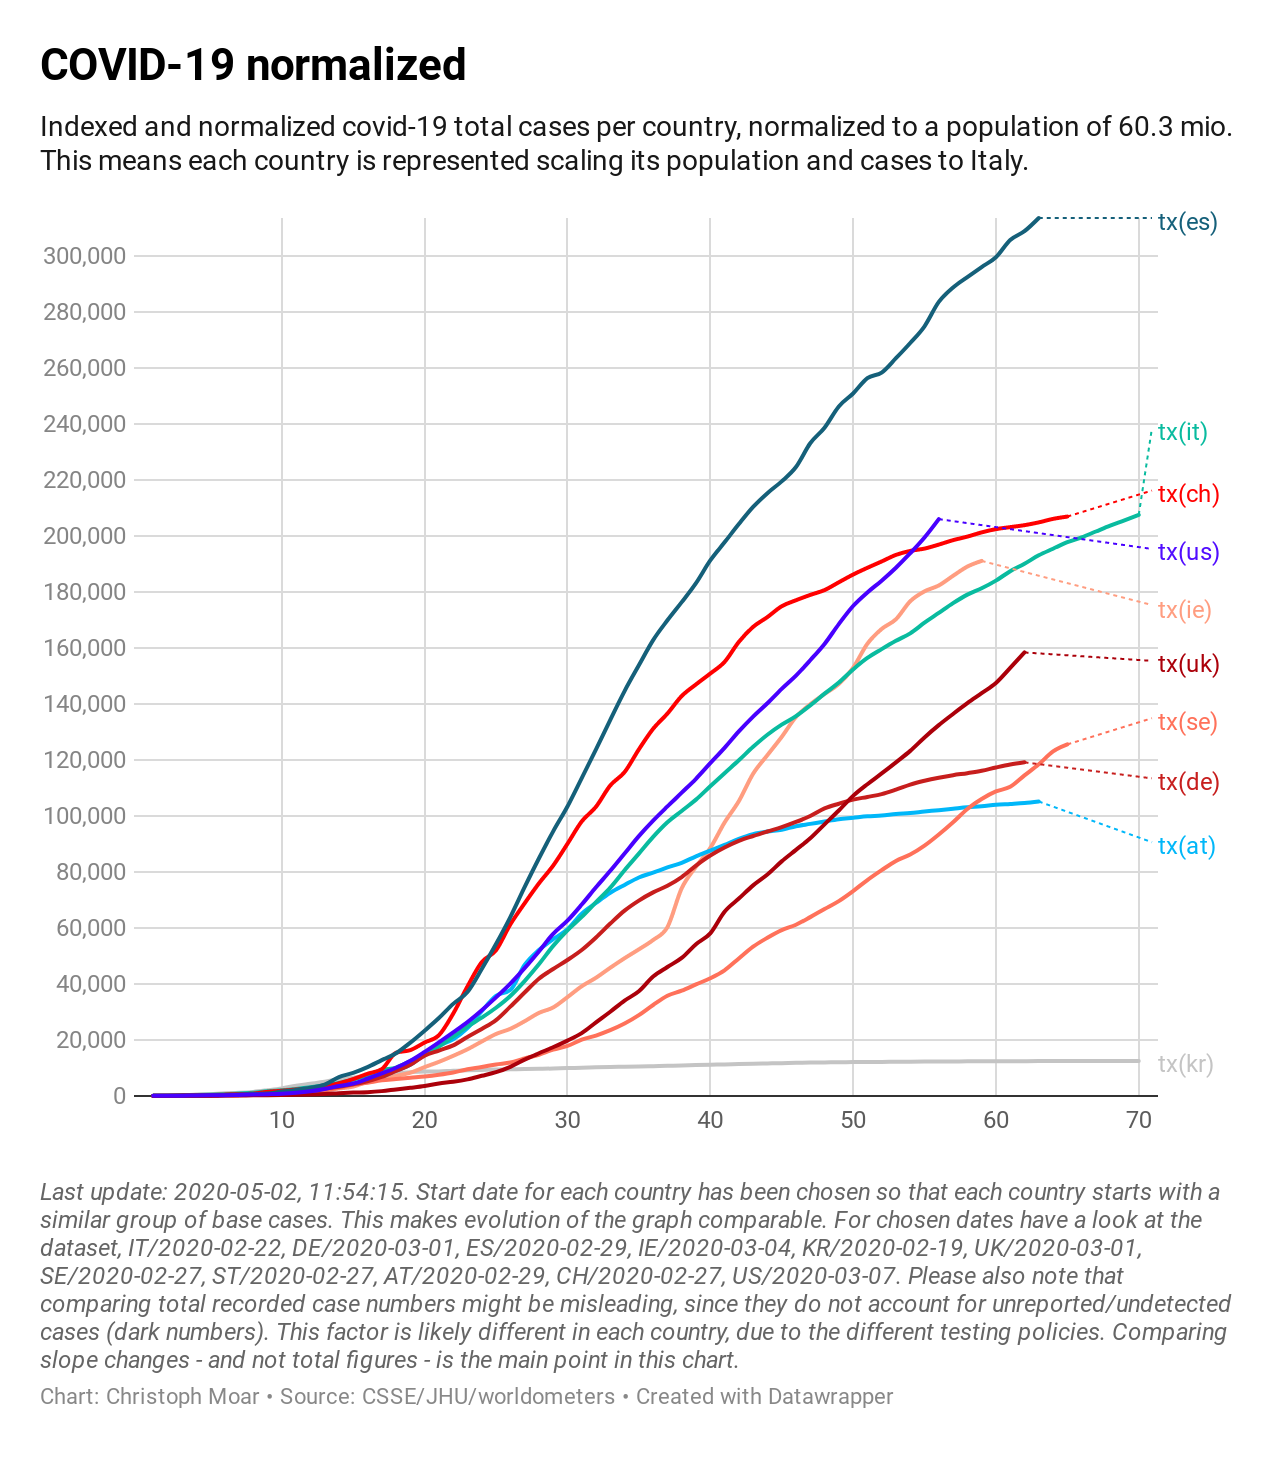 COVID-19 normalized
Indexed and normalized covid-19 total cases per country, normalized to a population of 60.3 mio.
This means each country is represented scaling its population and cases to Italy.
tx(es)
300,000
280,000
260,000
240,000
tx(it)
220,000
tx(ch)
200,000
tx(us)
180,000
tx(ie)
160,000
tx(uk)
140,000
tx(se)
120,000
tx(de)
100,000
tx(at)
80,000
60,000
40,000
20,000
tx(kr)
0
10 20 30 40 50 60 70
Last update: 2020-05-02, 11:54:15. Start date for each country has been chosen so that each country starts with a
similar group of base cases. This makes evolution of the graph comparable. For chosen dates have a look at the
dataset, IT/2020-02-22, DE/2020-03-01, ES/2020-02-29, IE/2020-03-04, KR/2020-02-19, UK/2020-03-01,
SE/2020-02-27, ST/2020-02-27, AT/2020-02-29, CH/2020-02-27, US/2020-03-07. Please also note that
comparing total recorded case numbers might be misleading, since they do not account for unreported/undetected
cases (dark numbers). This factor is likely different in each country, due to the different testing policies. Comparing
slope changes - and not total figures - is the main point in this chart.
Chart: Christoph Moar • Source: CSSE/JHU/worldometers • Created with Datawrapper